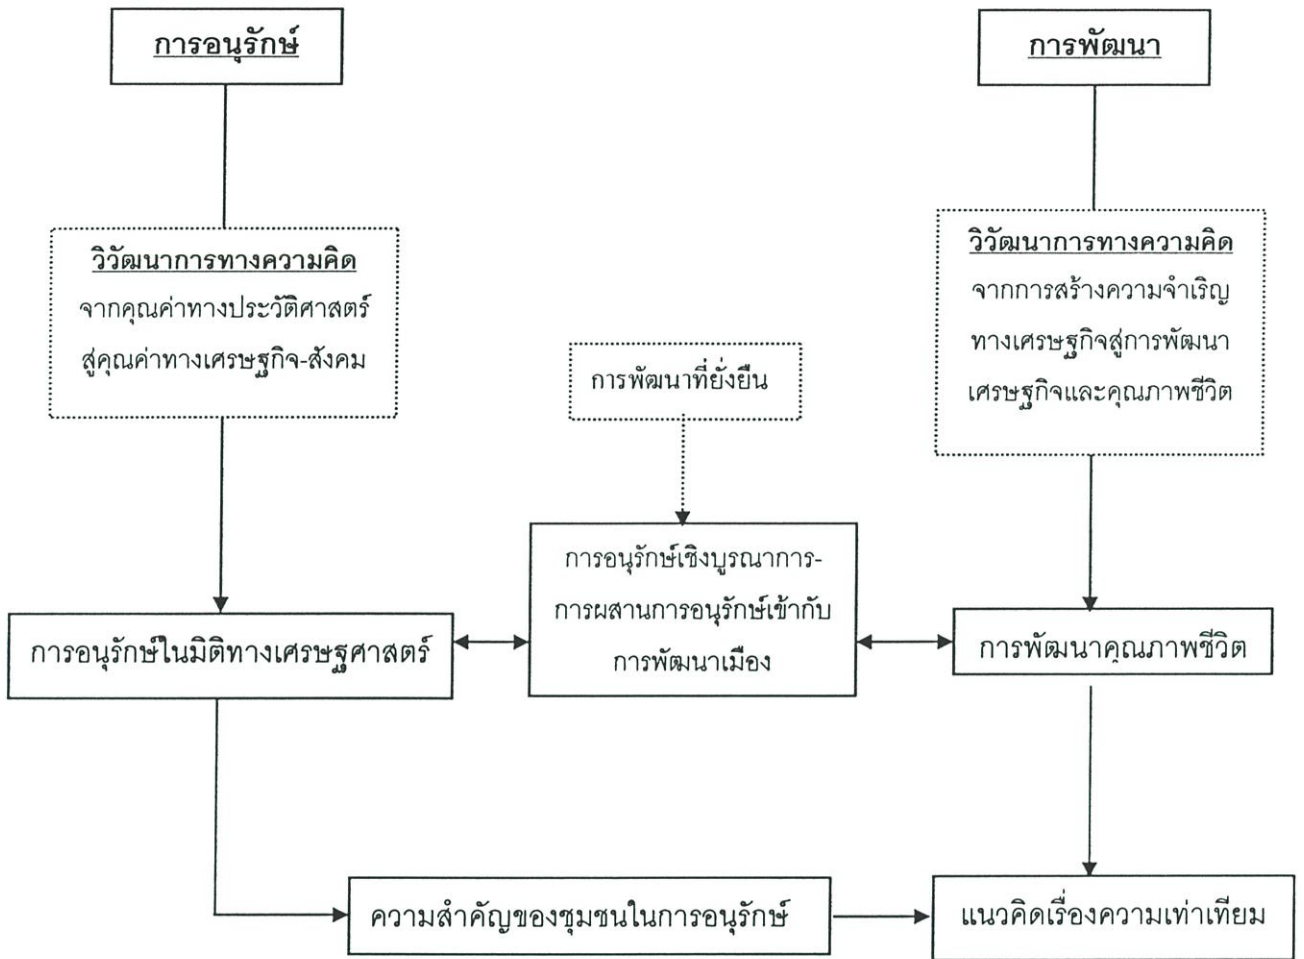 การอนุรักษ์
การพัฒนา
วิวัฒนาการทางความคิด
จากคุณค่าทางประวัติศาสตร์
สู่คุณค่าทางเศรษฐกิจ-สังคม
วิวัฒนาการทางความคิด
จากการสร้างความจำเริญ
ทางเศรษฐกิจสู่การพัฒนา
เศรษฐกิจและคุณภาพชีวิต
การพัฒนาที่ยั่งยืน
การอนุรักษ์เชิงบูรณาการ-
การผสานการอนุรักษ์เข้ากับ
การพัฒนาเมือง
การอนุรักษ์ในมิติทางเศรษฐศาสตร์
การพัฒนาคุณภาพชีวิต
ความสำคัญของชุมชนในการอนุรักษ์
แนวคิดเรื่องความเท่าเทียม